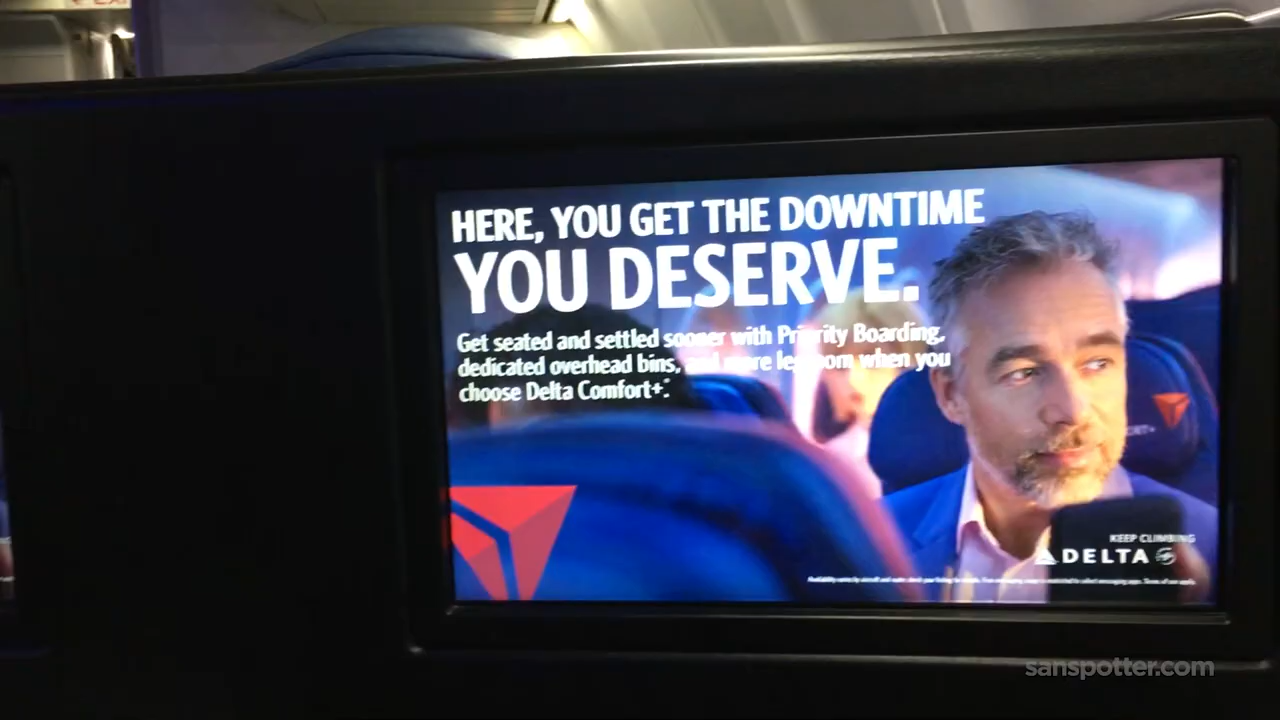 EXI
HERE, YOU GET THE DOWNTIME
YOU DESERVE.
Get seated and settled sooner with Priority Boarding,
dedicated overhead bins, and more legroom when you
choose Delta Comfort+.
KEEP CLIMBING
DELTA
sanspotter.com